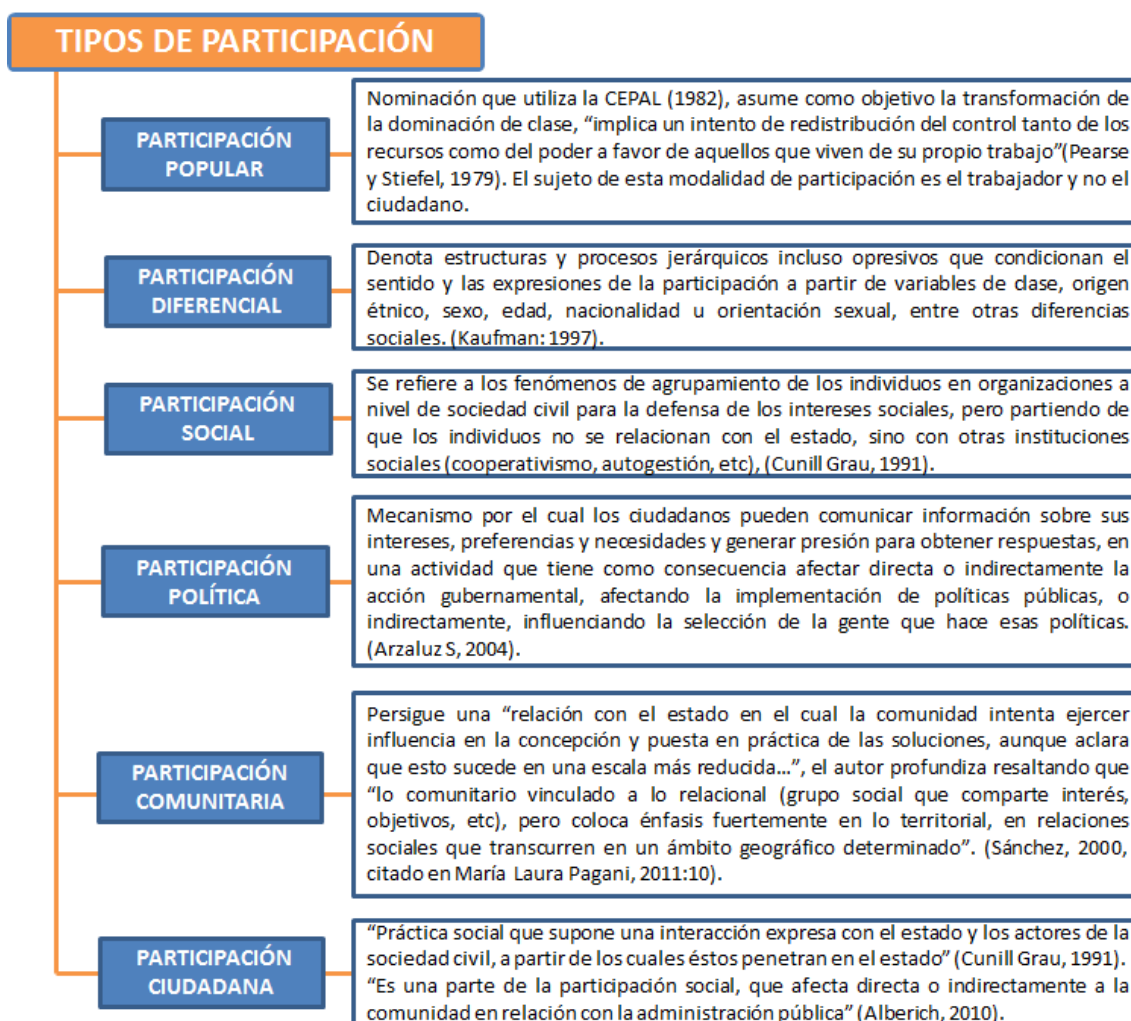 TIPOS DE PARTICIPACIÓN
PARTICIPACIÓN
POPULAR
Nominación que utiliza la CEPAL (1982), asume como objetivo la transformación de
la dominación de clase, “implica un intento de redistribución del control tanto de los
recursos como del poder a favor de aquellos que viven de su propio trabajo”(Pearse
y Stiefel, 1979). El sujeto de esta modalidad de participación es el trabajador y no el
ciudadano.
PARTICIPACIÓN
DIFERENCIAL
Denota estructuras y procesos jerárquicos incluso opresivos que condicionan el
sentido y las expresiones de la participación a partir de variables de clase, origen
étnico, sexo, edad, nacionalidad u orientación sexual, entre otras diferencias
sociales. (Kaufman: 1997).
PARTICIPACIÓN
SOCIAL
Se refiere a los fenómenos de agrupamiento de los individuos en organizaciones a
nivel de sociedad civil para la defensa de los intereses sociales, pero partiendo de
que los individuos no se relacionan con el estado, sino con otras instituciones
sociales (cooperativismo, autogestión, etc), (Cunill Grau, 1991).
PARTICIPACIÓN
POLÍTICA
Mecanismo por el cual los ciudadanos pueden comunicar información sobre sus
intereses, preferencias y necesidades y generar presión para obtener respuestas, en
una actividad que tiene como consecuencia afectar directa o indirectamente la
acción gubernamental, afectando la implementación de políticas públicas, o
indirectamente, influenciando la selección de la gente que hace esas políticas.
(Arzaluz S, 2004).
PARTICIPACIÓN
COMUNITARIA
Persigue una “relación con el estado en el cual la comunidad intenta ejercer
influencia en la concepción y puesta en práctica de las soluciones, aunque aclara
que esto sucede en una escala más reducida...”, el autor profundiza resaltando que
“lo comunitario vinculado a lo relacional (grupo social que comparte interés,
objetivos, etc), pero coloca énfasis fuertemente en lo territorial, en relaciones
sociales que transcurren en un ámbito geográfico determinado”. (Sánchez, 2000,
citado en María Laura Pagani, 2011:10).
PARTICIPACIÓN
CIUDADANA
“Práctica social que supone una interacción expresa con el estado y los actores de la
sociedad civil, a partir de los cuales éstos penetran en el estado” (Cunill Grau, 1991).
“Es una parte de la participación social, que afecta directa o indirectamente a la
comunidad en relación con la administración pública” (Alberich, 2010).